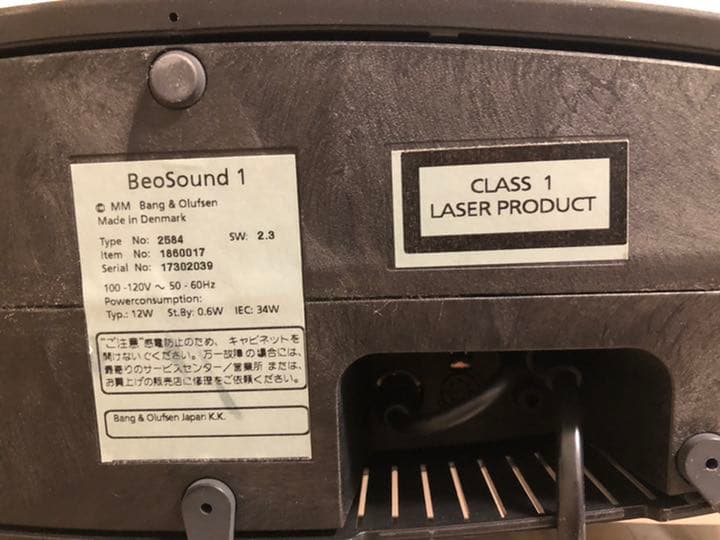 BeoSound 1
© MM Bang & Olufsen
Made in Denmark
Type No: 2584 SW: 2.3
Item No: 1860017
Serial No: 17302039
100-120V ~ 50-60Hz
Powerconsumption:
Typ.: 12W St.By: 0.6W IEC: 34W
"ご注意"感電防止のため、キャビネットを
開けないでください。万一故障の場合には、
最寄りのサービスセンター/営業所または、
お買上げの販売店に修理をご依頼ください。
Bang & Olufsen Japan K.K.
CLASS 1
LASER PRODUCT